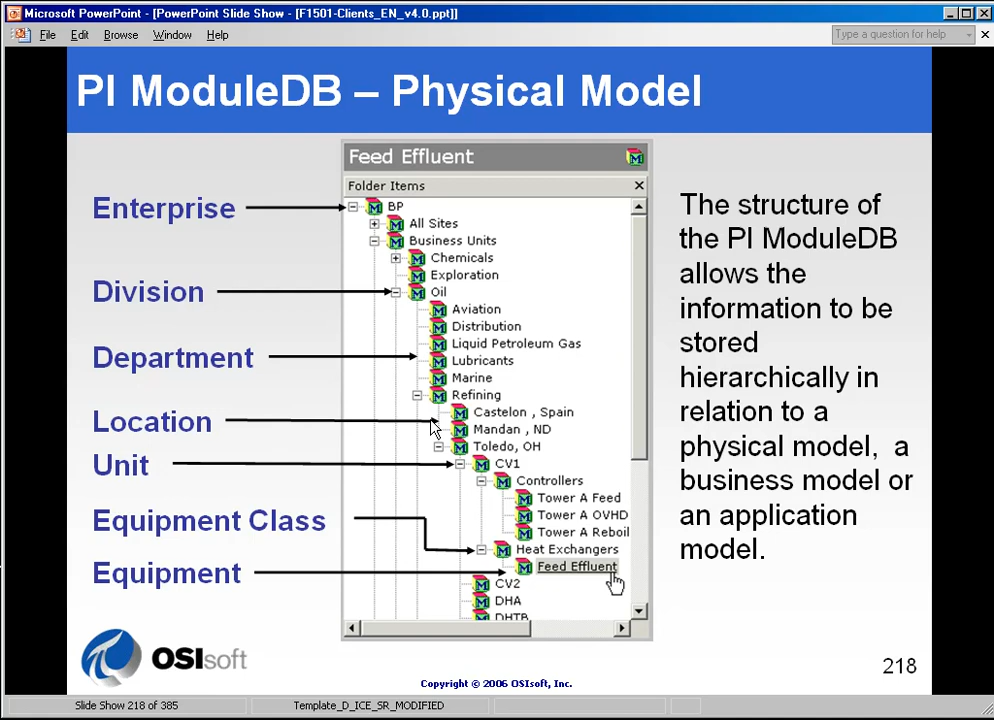 Microsoft PowerPoint - [PowerPoint Slide Show - [F1501-Clients_EN_v4.0.ppt]]
File Edit Browse Window Help
Type a question for help
PI ModuleDB – Physical Model
Feed Effluent
Folder Items
Enterprise
Division
Department
Location
Unit
Equipment Class
Equipment
BP
All Sites
Business Units
Chemicals
Exploration
Oil
Aviation
Distribution
Liquid Petroleum Gas
Lubricants
Marine
Refining
Castelon , Spain
Mandan , ND
Toledo, OH
CV1
Controllers
Tower A Feed
Tower A OVHD
Tower A Reboil
Heat Exchangers
Feed Effluent
CV2
DHA
DHTB
The structure of
the PI ModuleDB
allows the
information to be
stored
hierarchically in
relation to a
physical model, a
business model or
an application
model.
OSIsoft
Copyright © 2006 OSIsoft, Inc.
218
Slide Show 218 of 385
Template_D_ICE_SR_MODIFIED